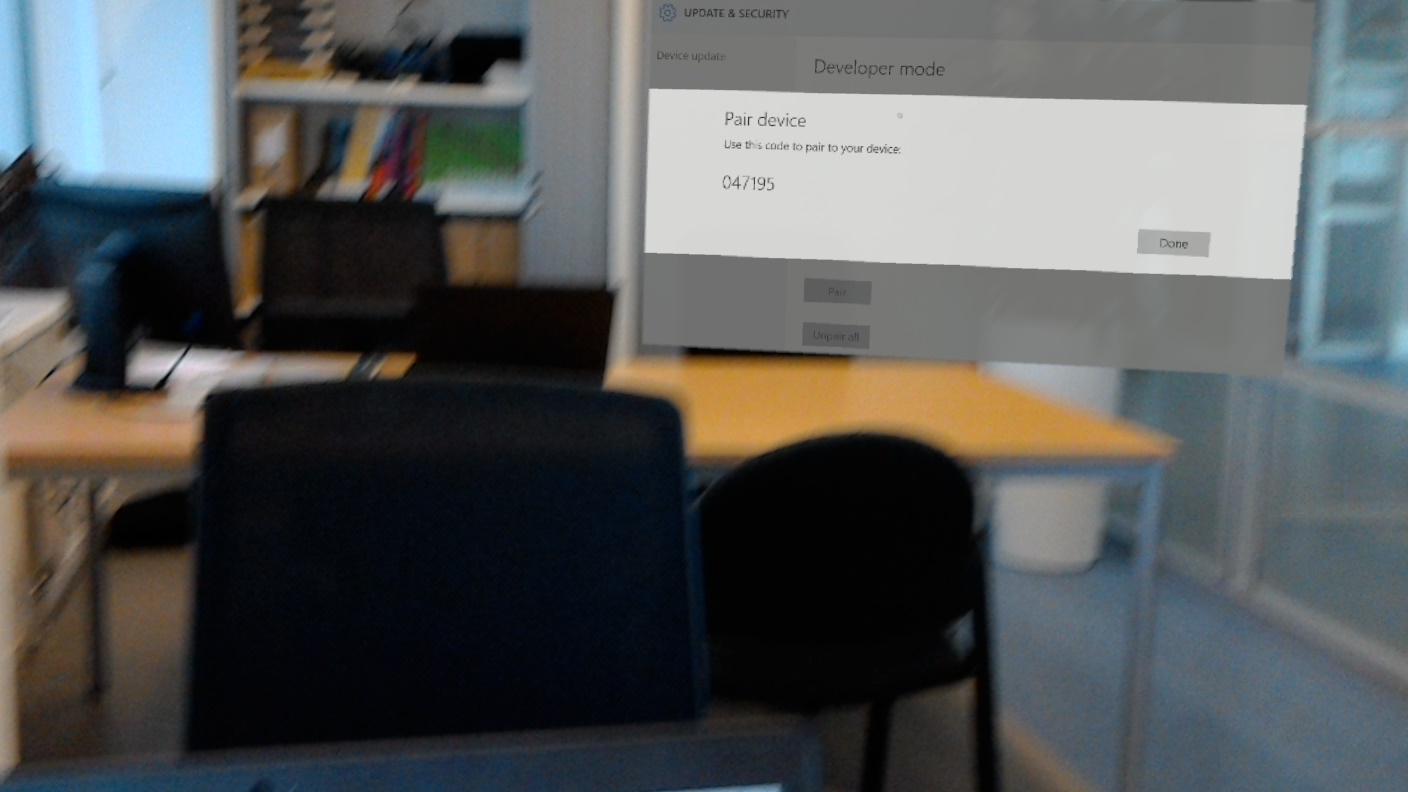 UPDATE & SECURITY
Device update
Developer mode
Pair device
Use this code to pair to your device:
047195
Done
Pair
Unpair all